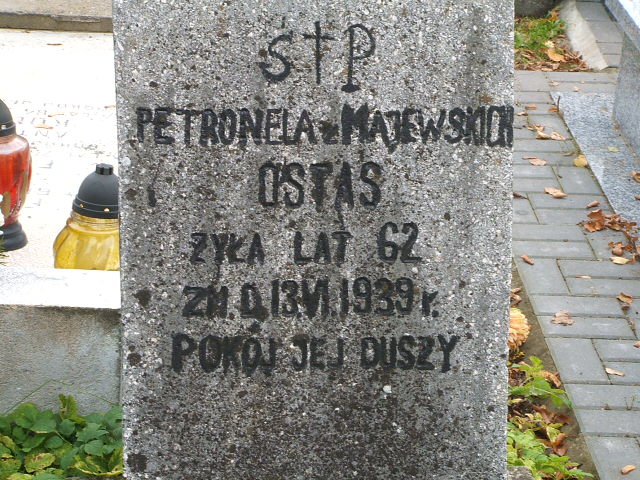 Ś†P
PETRONELA z MAJEWSKICH
OSTAS
ŻYŁA LAT 62
ZM. D. 13.VI.1939 r.
POKÓJ JEJ DUSZY